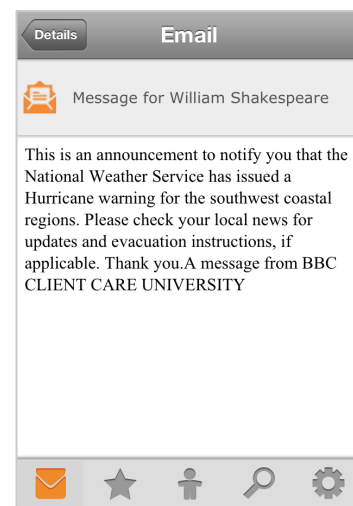 Details
Email
Message for William Shakespeare
This is an announcement to notify you that the
National Weather Service has issued a
Hurricane warning for the southwest coastal
regions. Please check your local news for
updates and evacuation instructions, if
applicable. Thank you.A message from BBC
CLIENT CARE UNIVERSITY